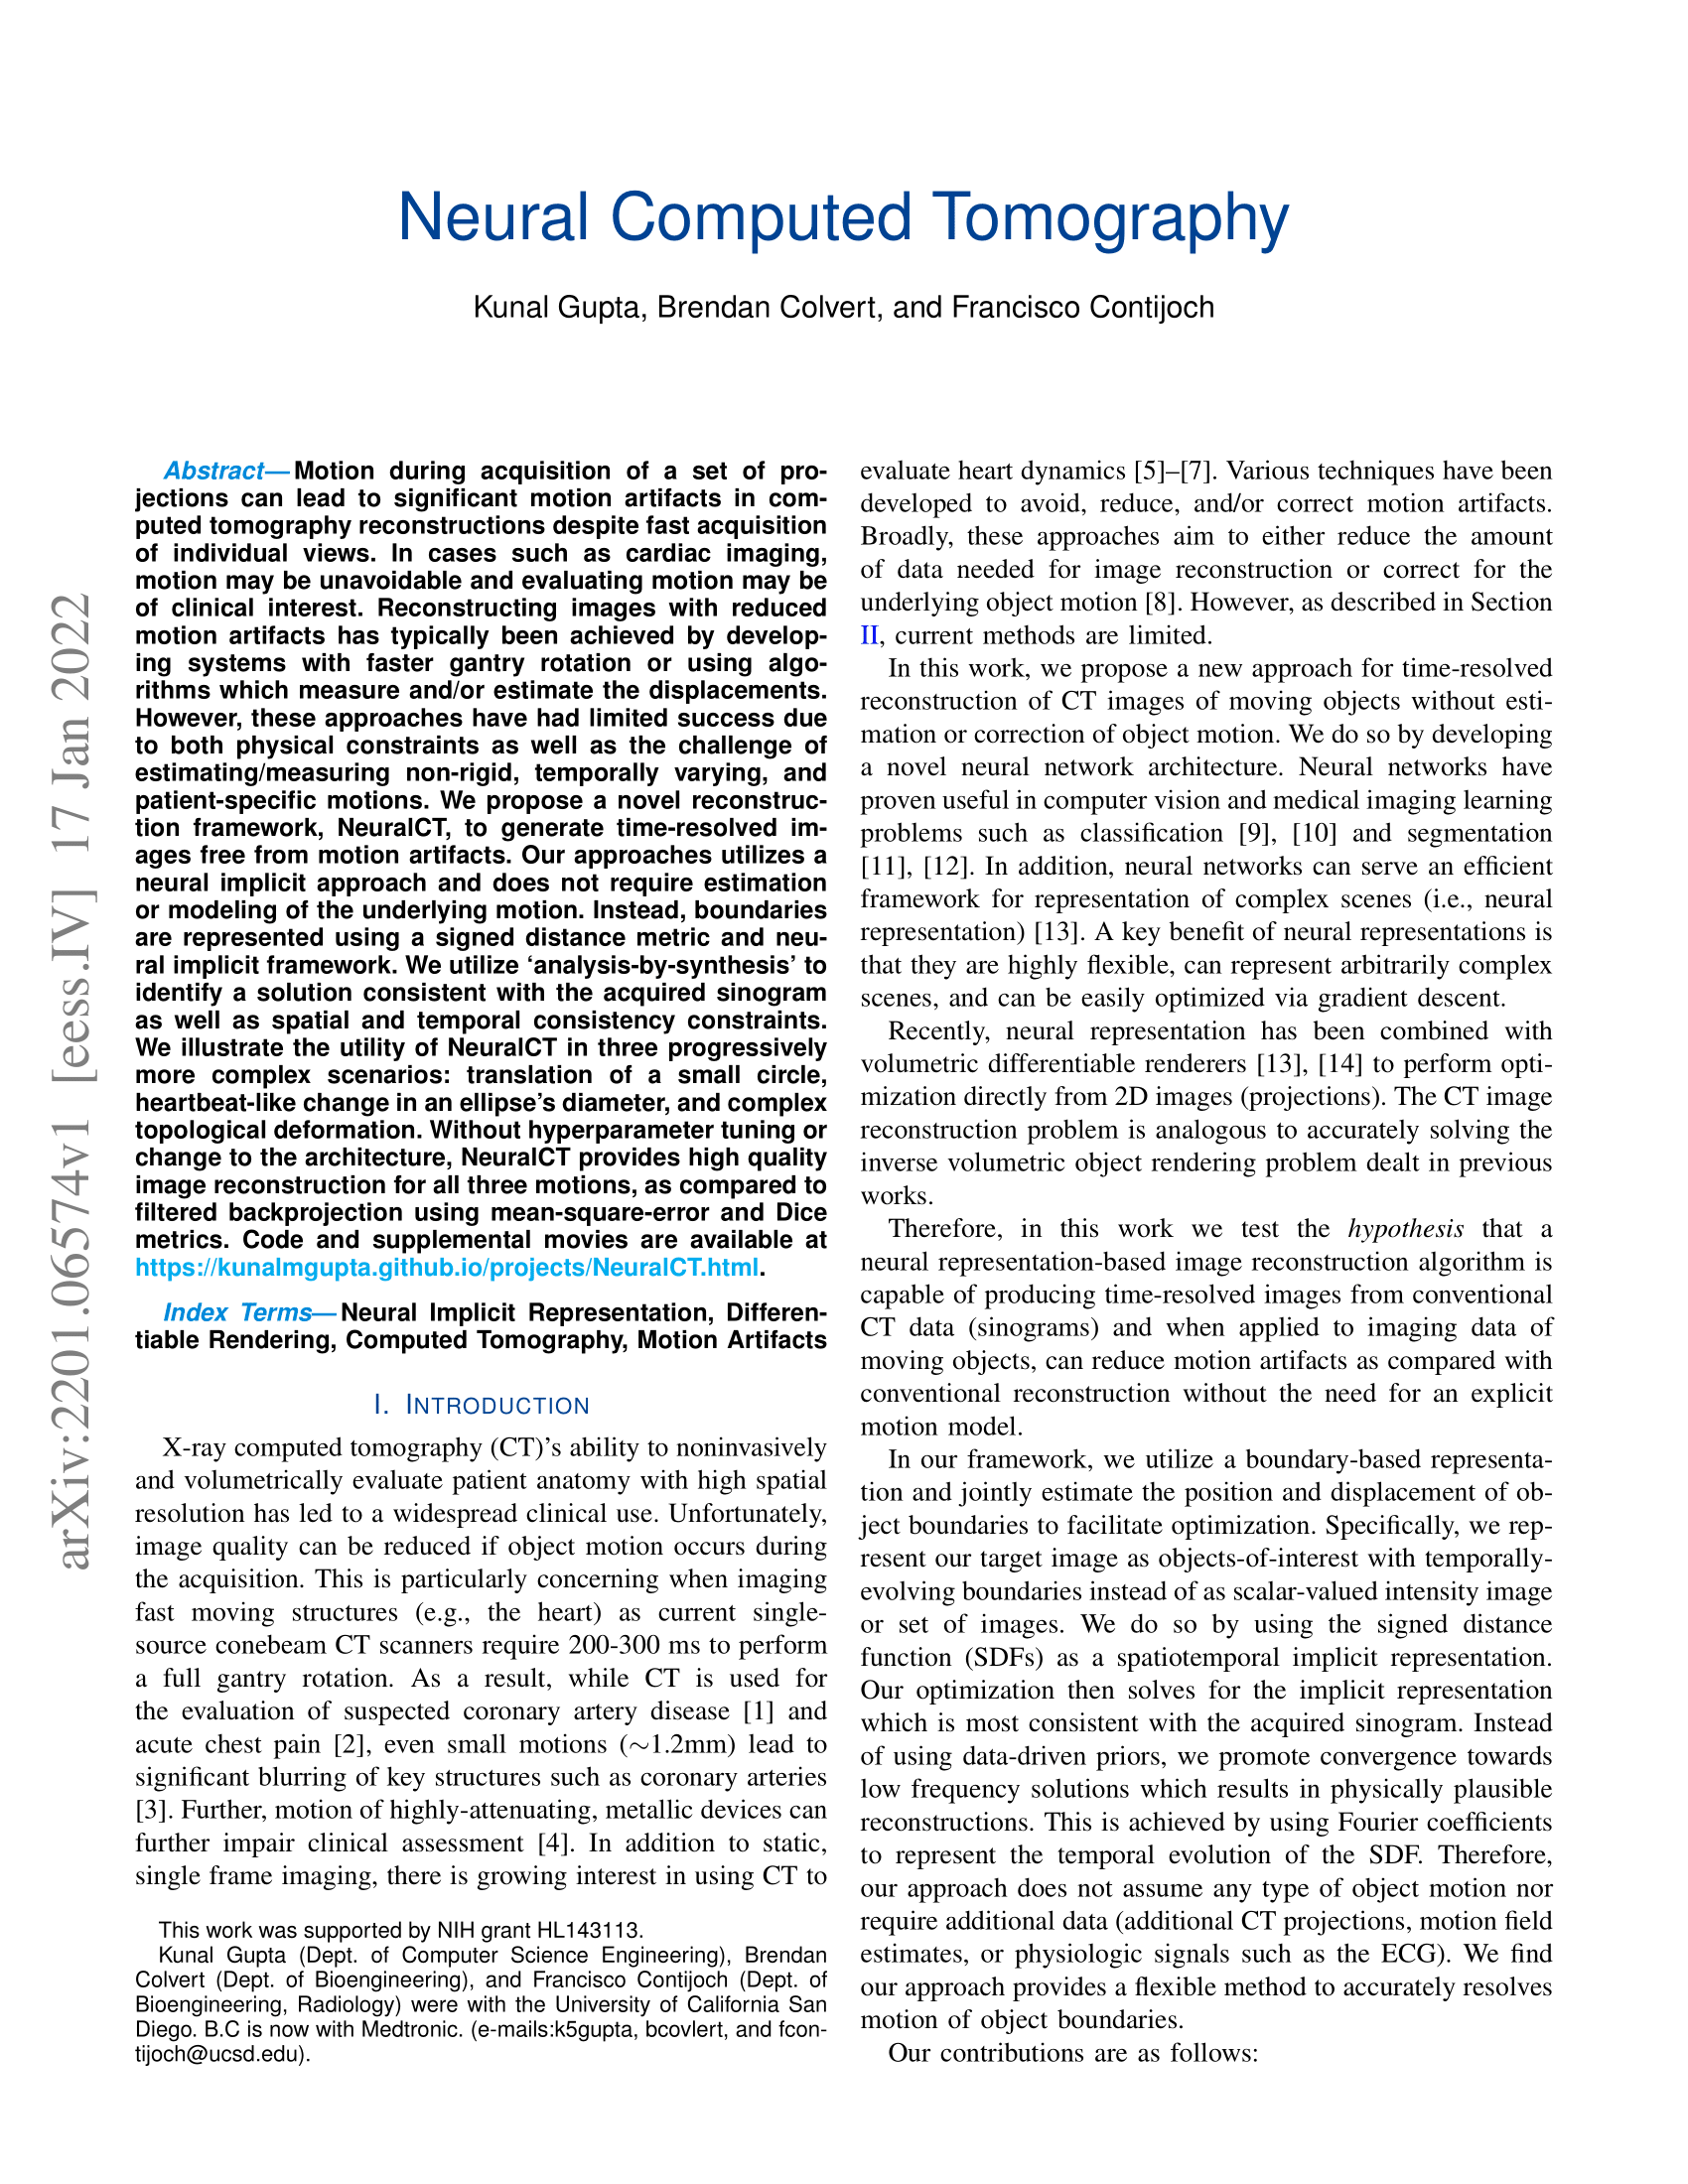 arXiv:2201.06574v1 [eess.IV] 17 Jan 2022
Neural Computed Tomography
Kunal Gupta, Brendan Colvert, and Francisco Contijoch
Abstract—Motion during acquisition of a set of pro-
jections can lead to significant motion artifacts in com-
puted tomography reconstructions despite fast acquisition
of individual views. In cases such as cardiac imaging,
motion may be unavoidable and evaluating motion may be
of clinical interest. Reconstructing images with reduced
motion artifacts has typically been achieved by develop-
ing systems with faster gantry rotation or using algo-
rithms which measure and/or estimate the displacements.
However, these approaches have had limited success due
to both physical constraints as well as the challenge of
estimating/measuring non-rigid, temporally varying, and
patient-specific motions. We propose a novel reconstruc-
tion framework, NeuralCT, to generate time-resolved im-
ages free from motion artifacts. Our approaches utilizes a
neural implicit approach and does not require estimation
or modeling of the underlying motion. Instead, boundaries
are represented using a signed distance metric and neu-
ral implicit framework. We utilize ‘analysis-by-synthesis’ to
identify a solution consistent with the acquired sinogram
as well as spatial and temporal consistency constraints.
We illustrate the utility of NeuralCT in three progressively
more complex scenarios: translation of a small circle,
heartbeat-like change in an ellipse’s diameter, and complex
topological deformation. Without hyperparameter tuning or
change to the architecture, NeuralCT provides high quality
image reconstruction for all three motions, as compared to
filtered backprojection using mean-square-error and Dice
metrics. Code and supplemental movies are available at
https://kunalmgupta.github.io/projects/NeuralCT.html.
Index Terms—Neural Implicit Representation, Differen-
tiable Rendering, Computed Tomography, Motion Artifacts
I. INTRODUCTION
X-ray computed tomography (CT)’s ability to noninvasively
and volumetrically evaluate patient anatomy with high spatial
resolution has led to a widespread clinical use. Unfortunately,
image quality can be reduced if object motion occurs during
the acquisition. This is particularly concerning when imaging
fast moving structures (e.g., the heart) as current single-
source conebeam CT scanners require 200-300 ms to perform
a full gantry rotation. As a result, while CT is used for
the evaluation of suspected coronary artery disease [1] and
acute chest pain [2], even small motions (∼1.2mm) lead to
significant blurring of key structures such as coronary arteries
[3]. Further, motion of highly-attenuating, metallic devices can
further impair clinical assessment [4]. In addition to static,
single frame imaging, there is growing interest in using CT to
This work was supported by NIH grant HL143113.
Kunal Gupta (Dept. of Computer Science Engineering), Brendan
Colvert (Dept. of Bioengineering), and Francisco Contijoch (Dept. of
Bioengineering, Radiology) were with the University of California San
Diego. B.C is now with Medtronic. (e-mails:k5gupta, bcovlert, and fcon-
tijoch@ucsd.edu).
evaluate heart dynamics [5]–[7]. Various techniques have been
developed to avoid, reduce, and/or correct motion artifacts.
Broadly, these approaches aim to either reduce the amount
of data needed for image reconstruction or correct for the
underlying object motion [8]. However, as described in Section
II, current methods are limited.
In this work, we propose a new approach for time-resolved
reconstruction of CT images of moving objects without esti-
mation or correction of object motion. We do so by developing
a novel neural network architecture. Neural networks have
proven useful in computer vision and medical imaging learning
problems such as classification [9], [10] and segmentation
[11], [12]. In addition, neural networks can serve an efficient
framework for representation of complex scenes (i.e., neural
representation) [13]. A key benefit of neural representations is
that they are highly flexible, can represent arbitrarily complex
scenes, and can be easily optimized via gradient descent.
Recently, neural representation has been combined with
volumetric differentiable renderers [13], [14] to perform opti-
mization directly from 2D images (projections). The CT image
reconstruction problem is analogous to accurately solving the
inverse volumetric object rendering problem dealt in previous
works.
Therefore, in this work we test the hypothesis that a
neural representation-based image reconstruction algorithm is
capable of producing time-resolved images from conventional
CT data (sinograms) and when applied to imaging data of
moving objects, can reduce motion artifacts as compared with
conventional reconstruction without the need for an explicit
motion model.
In our framework, we utilize a boundary-based representa-
tion and jointly estimate the position and displacement of ob-
ject boundaries to facilitate optimization. Specifically, we rep-
resent our target image as objects-of-interest with temporally-
evolving boundaries instead of as scalar-valued intensity image
or set of images. We do so by using the signed distance
function (SDFs) as a spatiotemporal implicit representation.
Our optimization then solves for the implicit representation
which is most consistent with the acquired sinogram. Instead
of using data-driven priors, we promote convergence towards
low frequency solutions which results in physically plausible
reconstructions. This is achieved by using Fourier coefficients
to represent the temporal evolution of the SDF. Therefore,
our approach does not assume any type of object motion nor
require additional data (additional CT projections, motion field
estimates, or physiologic signals such as the ECG). We find
our approach provides a flexible method to accurately resolves
motion of object boundaries.
Our contributions are as follows: